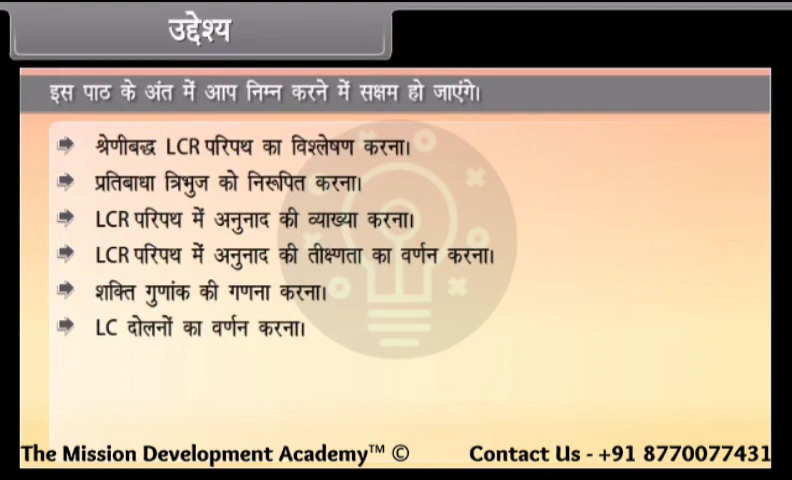 उद्देश्य
इस पाठ के अंत में आप निम्न करने में सक्षम हो जाएंगे।
श्रेणीबद्ध LCR परिपथ का विश्लेषण करना।
प्रतिबाधा त्रिभुज को निरूपित करना।
LCR परिपथ में अनुनाद की व्याख्या करना।
LCR परिपथ में अनुनाद की तीक्ष्णता का वर्णन करना।
शक्ति गुणांक की गणना करना।
LC दोलनों का वर्णन करना।
The Mission Development Academy™ © Contact Us - +91 8770077431